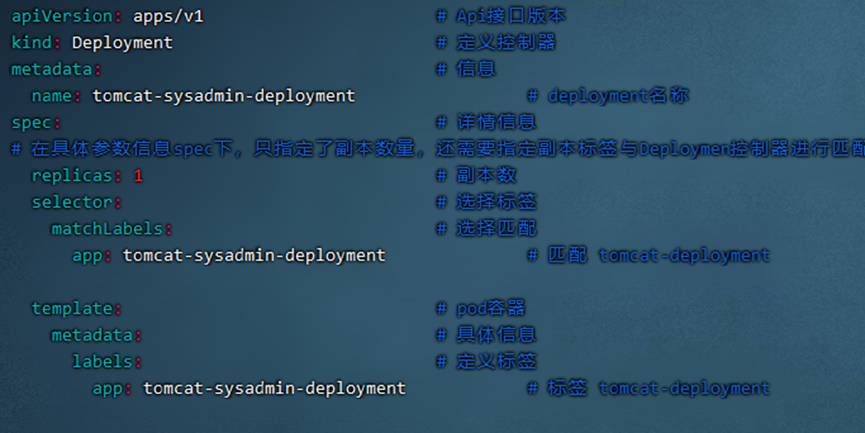 apiVersion: apps/v1 # Api接口版本
kind: Deployment # 定义控制器
metadata: # 信息
name: tomcat-sysadmin-deployment # deployment名称
spec: # 详情信息
# 在具体参数信息spec下，只指定了副本数量，还需要指定副本标签与Deploymen控制器进行匹配
replicas: 1 # 副本数
selector: # 选择标签
matchLabels: # 选择匹配
app: tomcat-sysadmin-deployment # 匹配 tomcat-deployment
template: # pod容器
metadata: # 具体信息
labels: # 定义标签
app: tomcat-sysadmin-deployment # 标签 tomcat-deployment